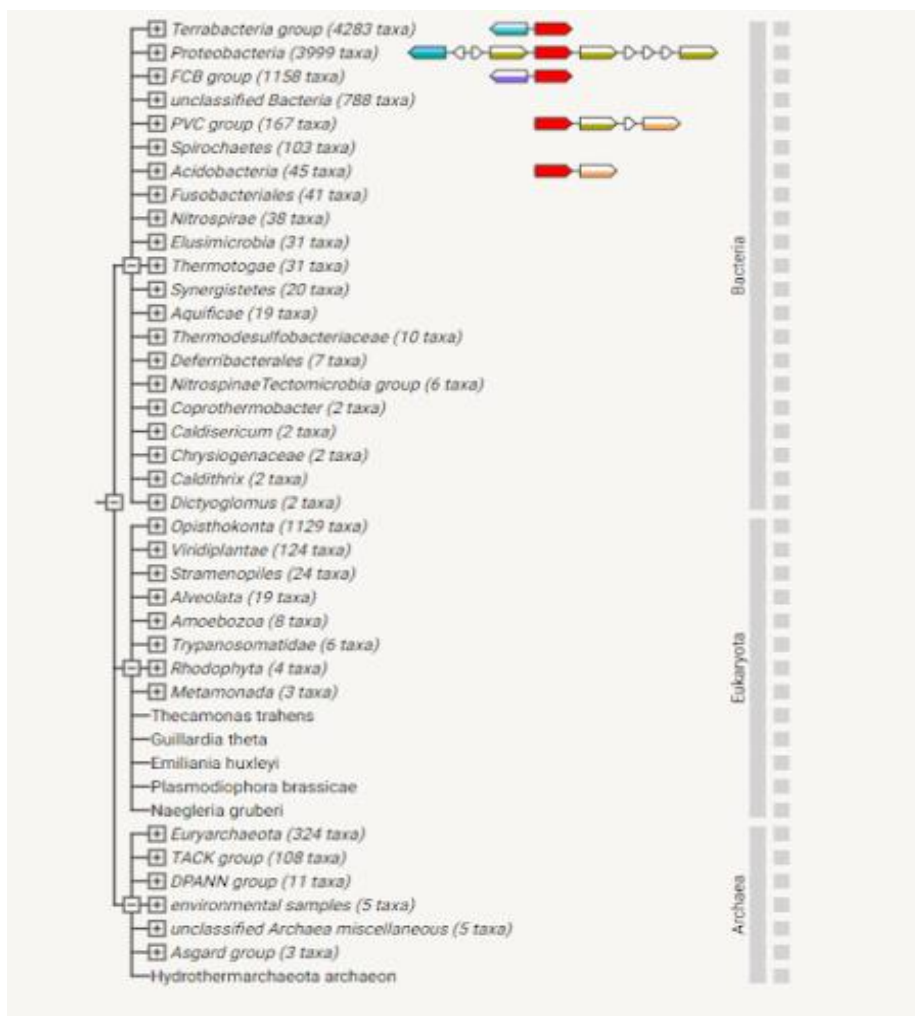 Terrabacteria group (4283 taxa)
Proteobacteria (3999 taxa)
FCB group (1158 taxa)
unclassified Bacteria (788 taxa)
PVC group (167 taxa)
Spirochaetes (103 taxa)
Acidobacteria (45 taxa)
Fusobacteriales (41 taxa)
Nitrospirae (38 taxa)
Elusimicrobia (31 taxa)
Thermotogae (31 taxa)
Synergistetes (20 taxa)
Aquificae (19 taxa)
Thermodesulfobacteriaceae (10 taxa)
Deferribacterales (7 taxa)
NitrospinaeTectomicrobia group (6 taxa)
Coprothermobacter (2 taxa)
Caldisericum (2 taxa)
Chrysiogenaceae (2 taxa)
Caldithrix (2 taxa)
Dictyoglomus (2 taxa)
Bacteria
Opisthokonta (1129 taxa)
Viridiplantae (124 taxa)
Stramenopiles (24 taxa)
Alveolata (19 taxa)
Amoebozoa (8 taxa)
Trypanosomatidae (6 taxa)
Rhodophyta (4 taxa)
Metamonada (3 taxa)
Thecamonas trahens
Guillardia theta
Emiliania huxleyi
Plasmodiophora brassicae
Naegleria gruberi
Eukaryota
Euryarchaeota (324 taxa)
TACK group (108 taxa)
DPANN group (11 taxa)
environmental samples (5 taxa)
unclassified Archaea miscellaneous (5 taxa)
Asgard group (3 taxa)
Hydrothermarchaeota archaeon
Archaea